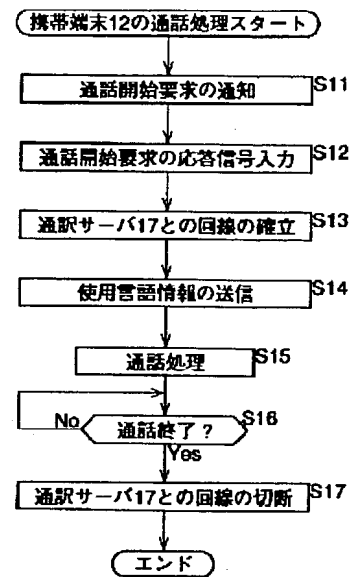 携帯端末12の通話処理スタート
通話開始要求の通知 S11
通話開始要求の応答信号入力 S12
通訳サーバ17との回線の確立 S13
使用言語情報の送信 S14
通話処理 S15
No 通話終了? S16
Yes
通訳サーバ17との回線の切断 S17
エンド